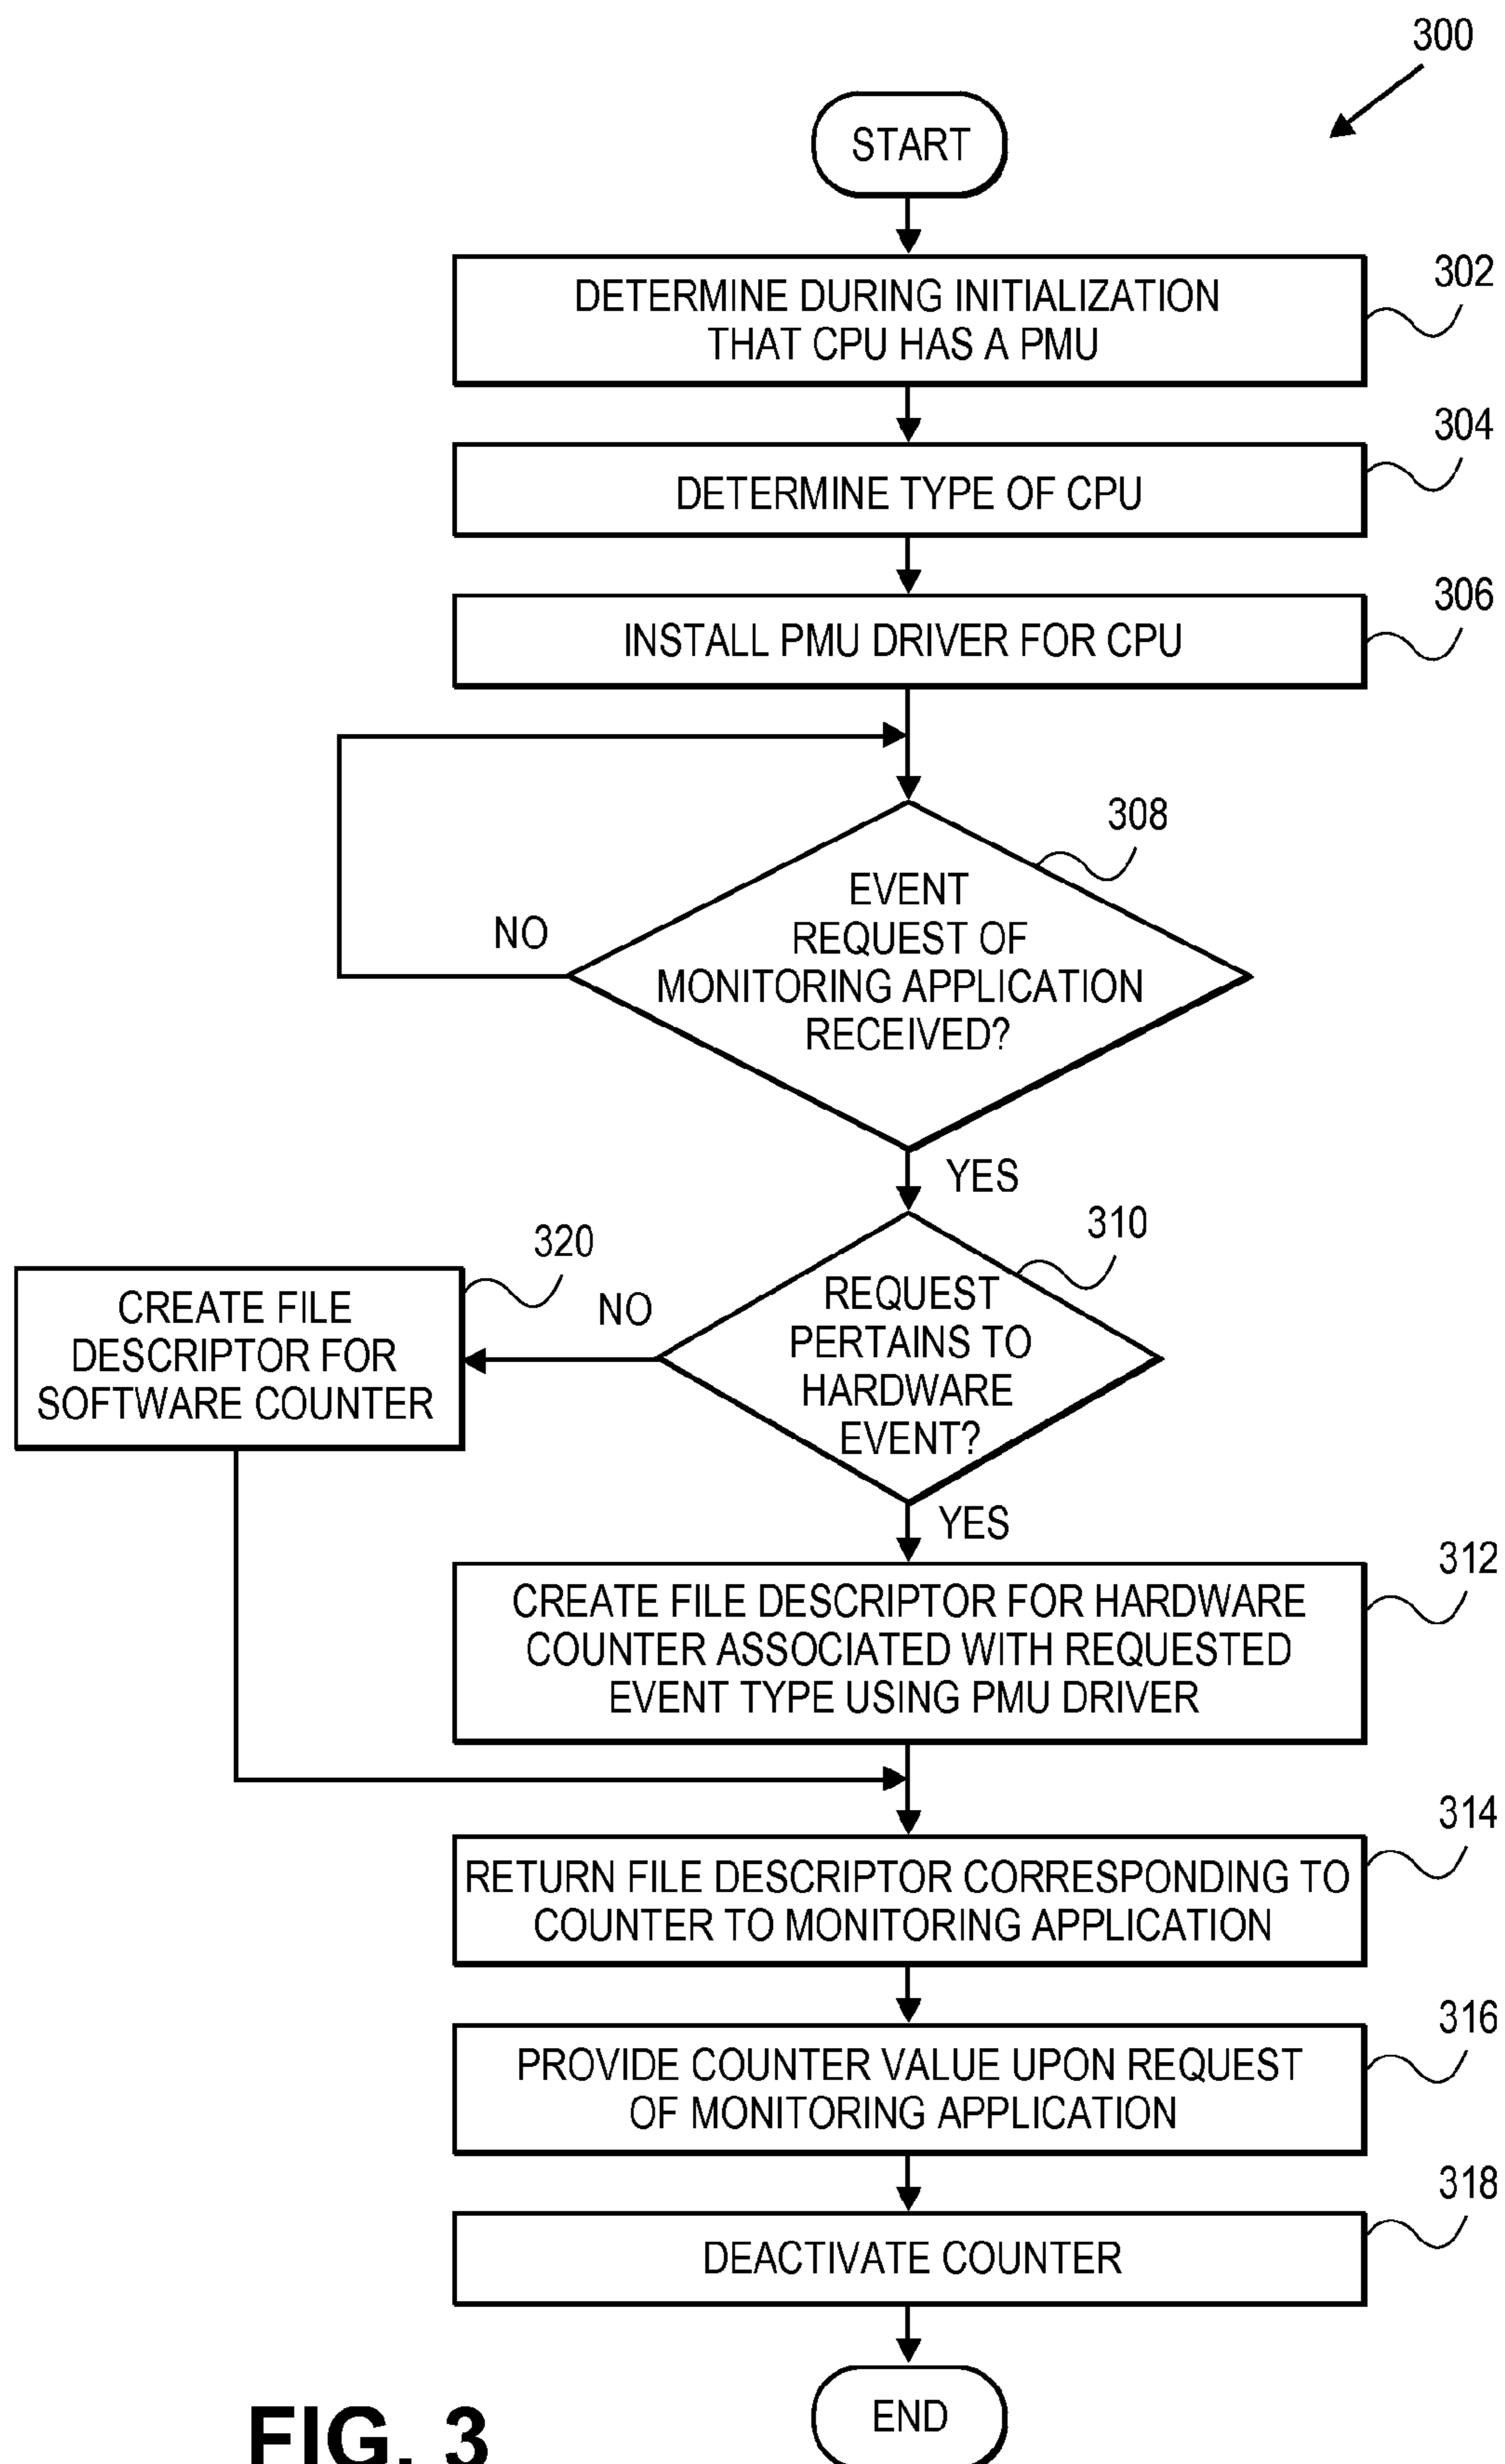 300
START
DETERMINE DURING INITIALIZATION
THAT CPU HAS A PMU
302
DETERMINE TYPE OF CPU
304
INSTALL PMU DRIVER FOR CPU
306
EVENT
REQUEST OF
MONITORING APPLICATION
RECEIVED?
308
NO
YES
REQUEST
PERTAINS TO
HARDWARE
EVENT?
310
NO
CREATE FILE
DESCRIPTOR FOR
SOFTWARE COUNTER
320
YES
CREATE FILE DESCRIPTOR FOR HARDWARE
COUNTER ASSOCIATED WITH REQUESTED
EVENT TYPE USING PMU DRIVER
312
RETURN FILE DESCRIPTOR CORRESPONDING TO
COUNTER TO MONITORING APPLICATION
314
PROVIDE COUNTER VALUE UPON REQUEST
OF MONITORING APPLICATION
316
DEACTIVATE COUNTER
318
END
FIG. 3